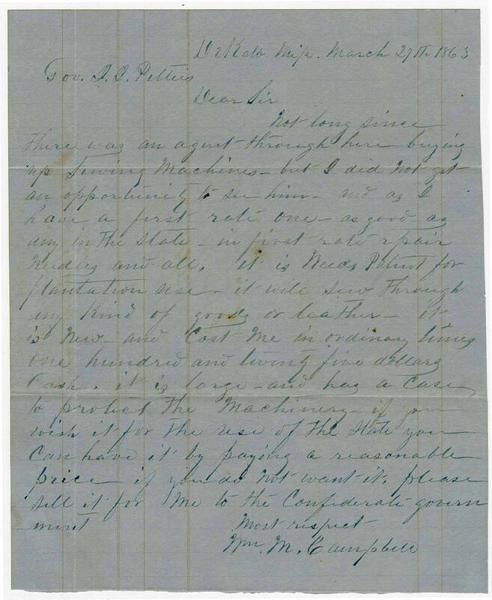 DeKalb Miss. March 29th 1863
Gov. J. J. Pettus
Dear Sir
Not long since
there was an agent through here buying
up Sewing Machines - but I did not get
an opportunity to see him - and as I
have a first rate one - as good as
any in the State - in first rate repair
Needles and all. it is Weeds Patent for
plantation use - it will sew through
any kind of goods or leather - it
is New - and Cost Me in ordinary times
one hundred and twenty five dollars
Cash. it is large - and has a Case
to protect the Machinery - if you
wish it for the use of the State you
can have it by paying a reasonable
price if you do not want it. please
sell it for Me to the Confederate govern
ment Most respect
Wm. M. Campbell